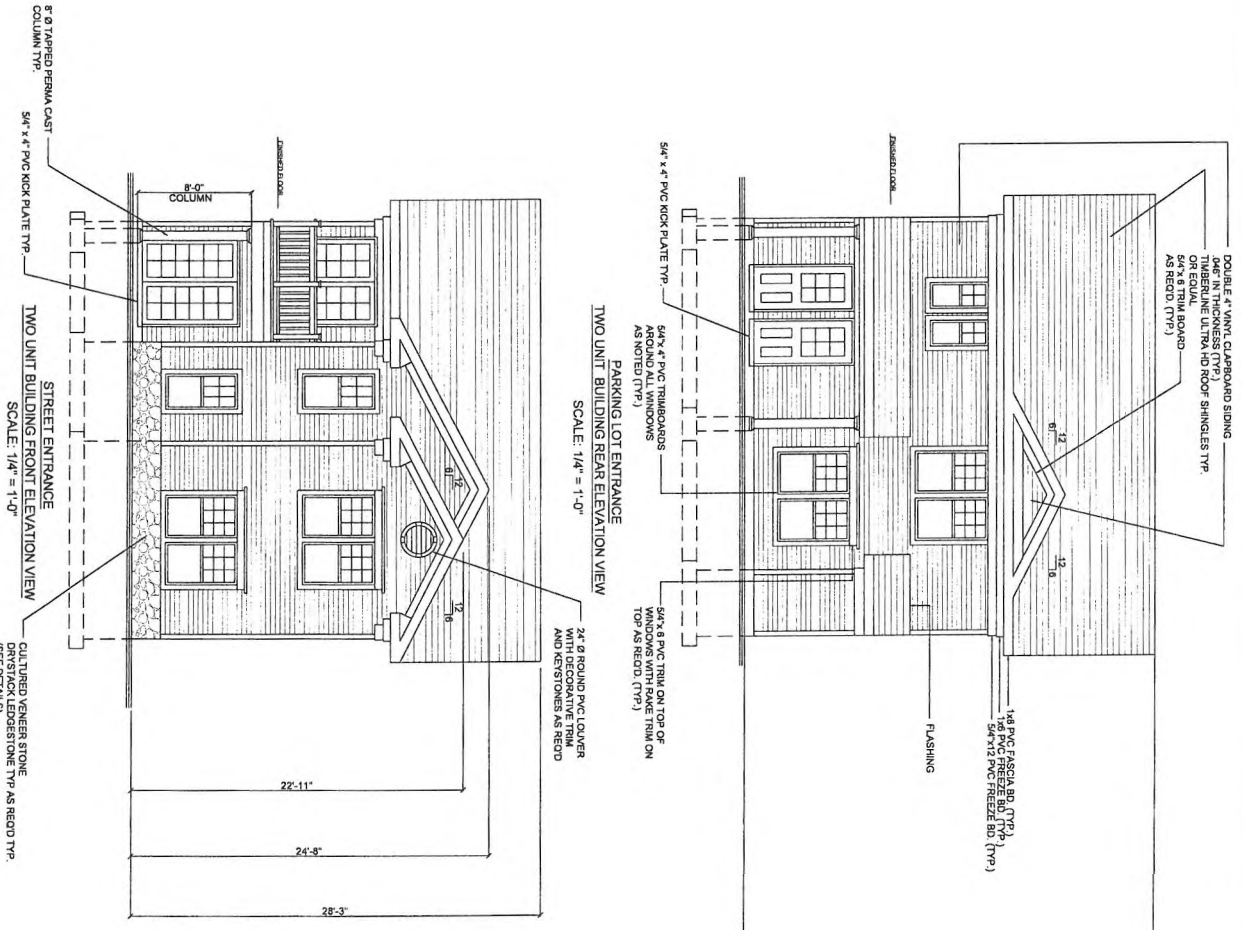 DOUBLE 4" VINYL CLAPBOARD SIDING
.046" IN THICKNESS (TYP.)
TIMBERLINE ULTRA HD ROOF SHINGLES TYP.
OR EQUAL
5/4"x 6 TRIM BOARD
AS REQ'D. (TYP.)
12
6
12
6
FINISHED FLOOR
1x8 PVC FASCIA BD. (TYP.)
1x6 PVC FREEZE BD. (TYP.)
5/4"x12 PVC FREEZE BD. (TYP.)
FLASHING
5/4" x 4" PVC KICK PLATE TYP.
5/4"x 4" PVC TRIMBOARDS
AROUND ALL WINDOWS
AS NOTED (TYP.)
5/4"x 6 PVC TRIM ON TOP OF
WINDOWS WITH RAKE TRIM ON
TOP AS REQ'D. (TYP.)
PARKING LOT ENTRANCE
TWO UNIT BUILDING REAR ELEVATION VIEW
SCALE: 1/4" = 1'-0"
24" Ø ROUND PVC LOUVER
WITH DECORATIVE TRIM
AND KEYSTONES AS REQ'D
12
6
12
6
FINISHED FLOOR
8'-0"
COLUMN
22'-11"
24'-8"
28'-3"
8" Ø TAPPED PERMA CAST
COLUMN TYP.
5/4" x 4" PVC KICK PLATE TYP.
STREET ENTRANCE
TWO UNIT BUILDING FRONT ELEVATION VIEW
SCALE: 1/4" = 1'-0"
CULTURED VENEER STONE
DRYSTACK LEDGESTONE TYP AS REQ'D TYP.
(SEE DETAILS)